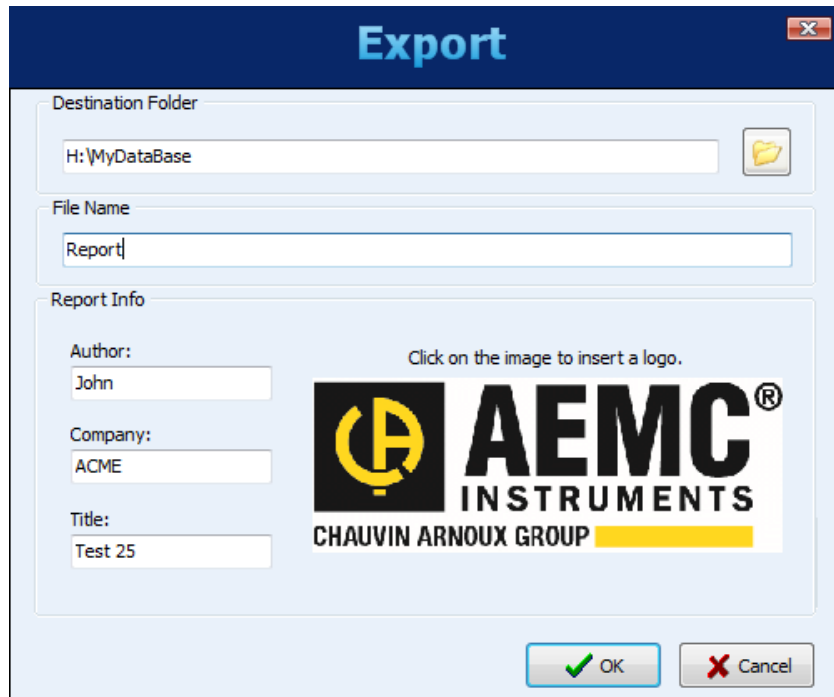 Export
Destination Folder
H:\MyDataBase
File Name
Report
Report Info
Author:
John
Company:
ACME
Title:
Test 25
Click on the image to insert a logo.
AEMC®
INSTRUMENTS
CHAUVIN ARNOUX GROUP
OK
Cancel